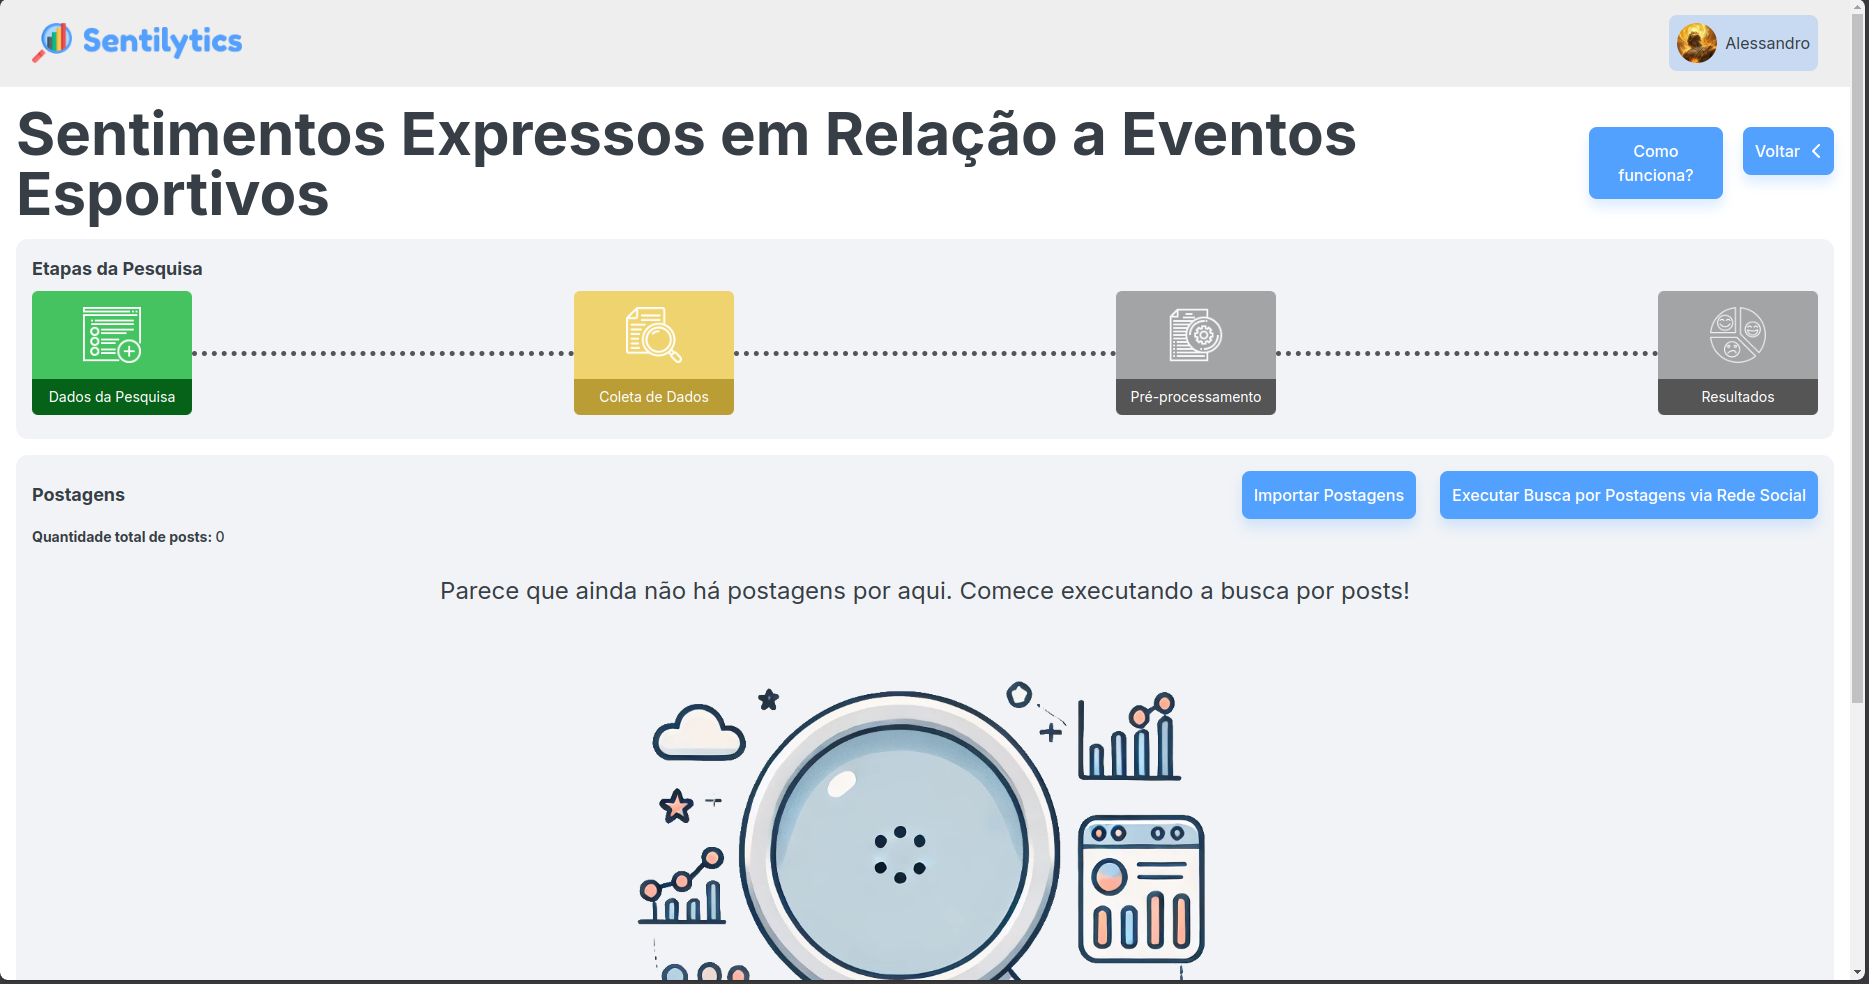 Sentilytics
Alessandro
Sentimentos Expressos em Relação a Eventos
Esportivos
Como
funciona?
Voltar
Etapas da Pesquisa
Dados da Pesquisa
Coleta de Dados
Pré-processamento
Resultados
Postagens
Importar Postagens
Executar Busca por Postagens via Rede Social
Quantidade total de posts: 0
Parece que ainda não há postagens por aqui. Comece executando a busca por posts!